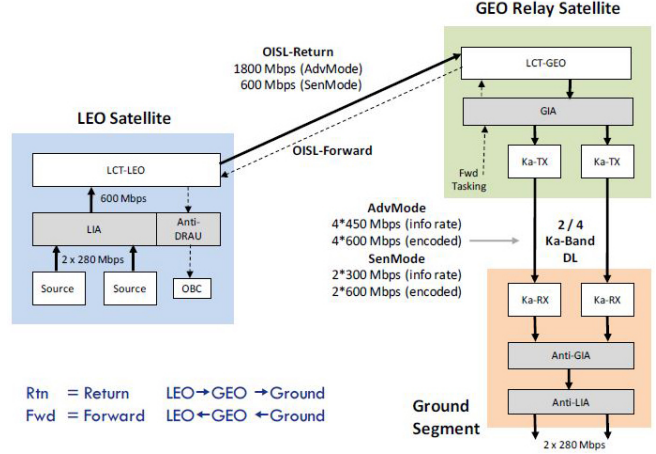 GEO Relay Satellite
OISL-Return
1800 Mbps (AdvMode)
600 Mbps (SenMode)
LCT-GEO
LEO Satellite
GIA
OISL-Forward
LCT-LEO
Ka-TX
Ka-TX
Fwd
Tasking
600 Mbps
AdvMode
4*450 Mbps (info rate)
4*600 Mbps (encoded)
SenMode
2*300 Mbps (info rate)
2*600 Mbps (encoded)
2 / 4
Ka-Band
DL
LIA
Anti-
DRAU
2 x 280 Mbps
Source
Source
OBC
Ka-RX
Ka-RX
Anti-GIA
Rtn = Return LEO→GEO →Ground
Fwd = Forward LEO←GEO ←Ground
Anti-LIA
Ground
Segment
2 x 280 Mbps